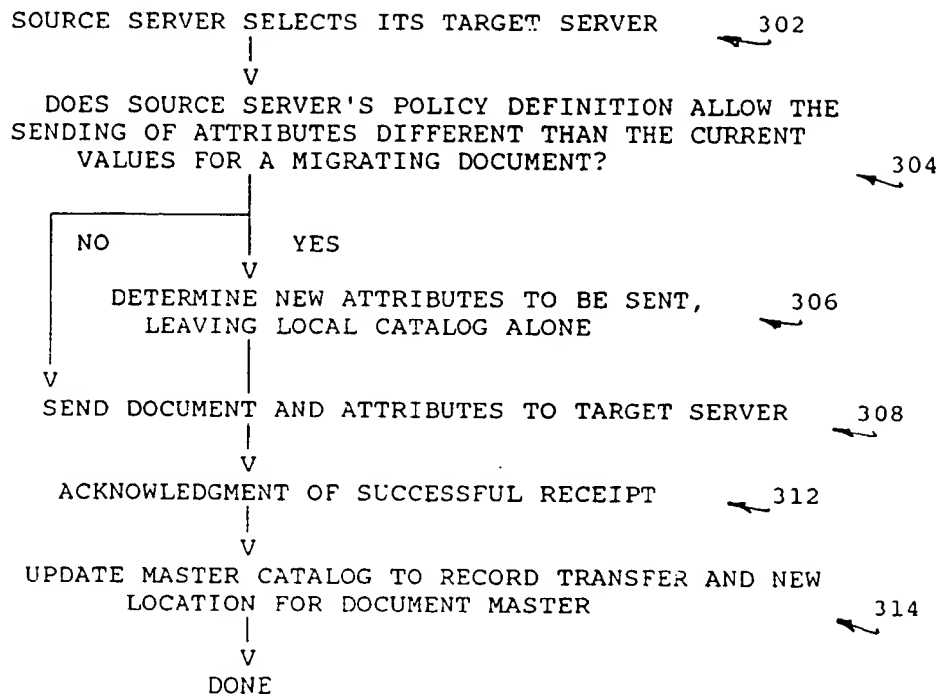 SOURCE SERVER SELECTS ITS TARGET SERVER 302
V
DOES SOURCE SERVER'S POLICY DEFINITION ALLOW THE
SENDING OF ATTRIBUTES DIFFERENT THAN THE CURRENT
VALUES FOR A MIGRATING DOCUMENT? 304
NO YES
V
DETERMINE NEW ATTRIBUTES TO BE SENT, 306
LEAVING LOCAL CATALOG ALONE
V
SEND DOCUMENT AND ATTRIBUTES TO TARGET SERVER 308
V
ACKNOWLEDGMENT OF SUCCESSFUL RECEIPT 312
V
UPDATE MASTER CATALOG TO RECORD TRANSFER AND NEW
LOCATION FOR DOCUMENT MASTER 314
V
DONE